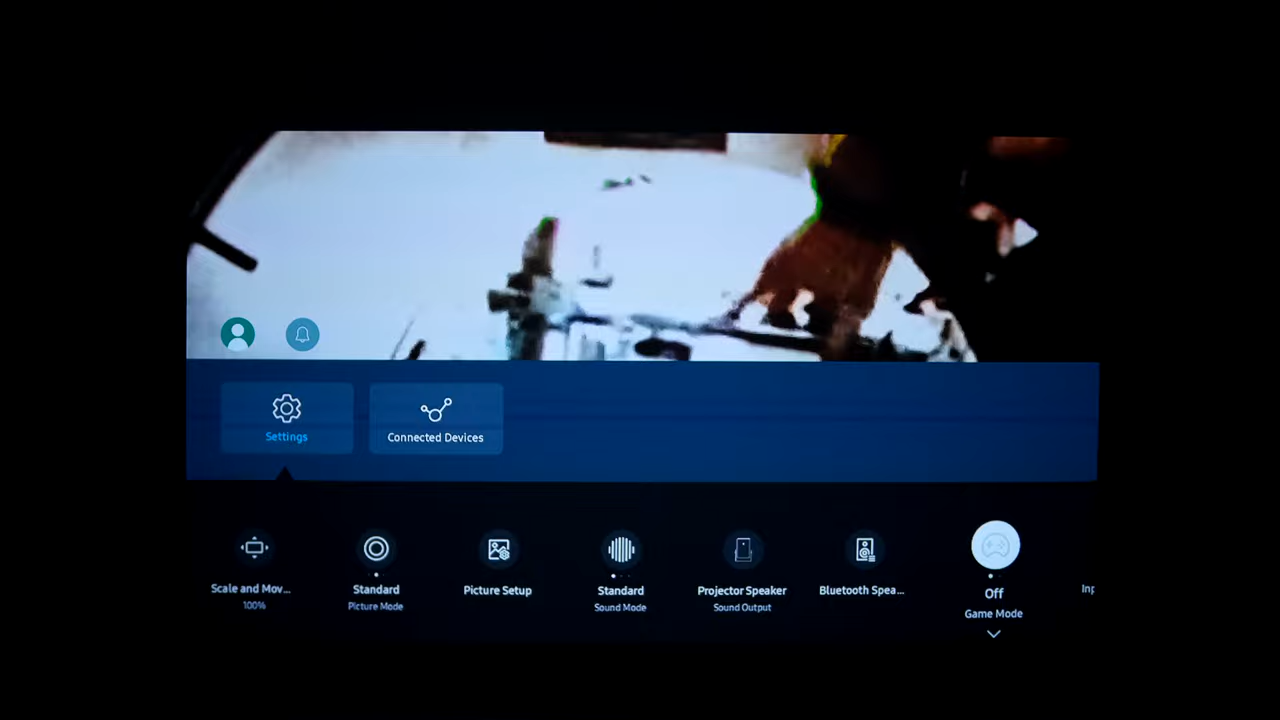 Settings
Connected Devices
Scale and Mov...
100%
Standard
Picture Mode
Picture Setup
Standard
Sound Mode
Projector Speaker
Sound Output
Bluetooth Spea...
Off
Game Mode
Inp